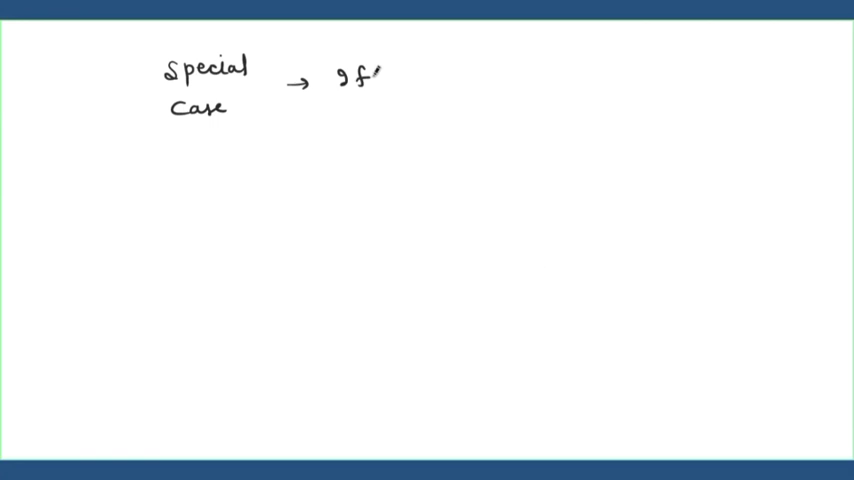 Special → If
Case